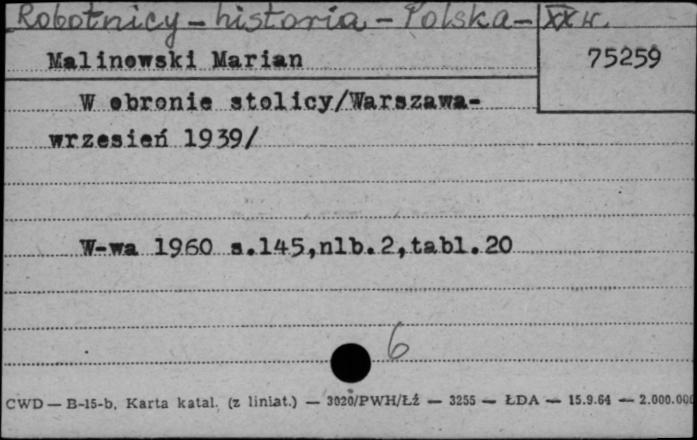 Robotnicy - historia - Polska - XX w.
Malinowski Marian
75259
W obronie stolicy/Warszawa-
wrzesień 1939/
W-wa 1960 s.145,nlb.2,tabl.20
6
CWD — B-15-b, Karta katal. (z liniat.) — 3020/PWH/Łź — 3255 — ŁDA — 15.9.64 — 2.000.000